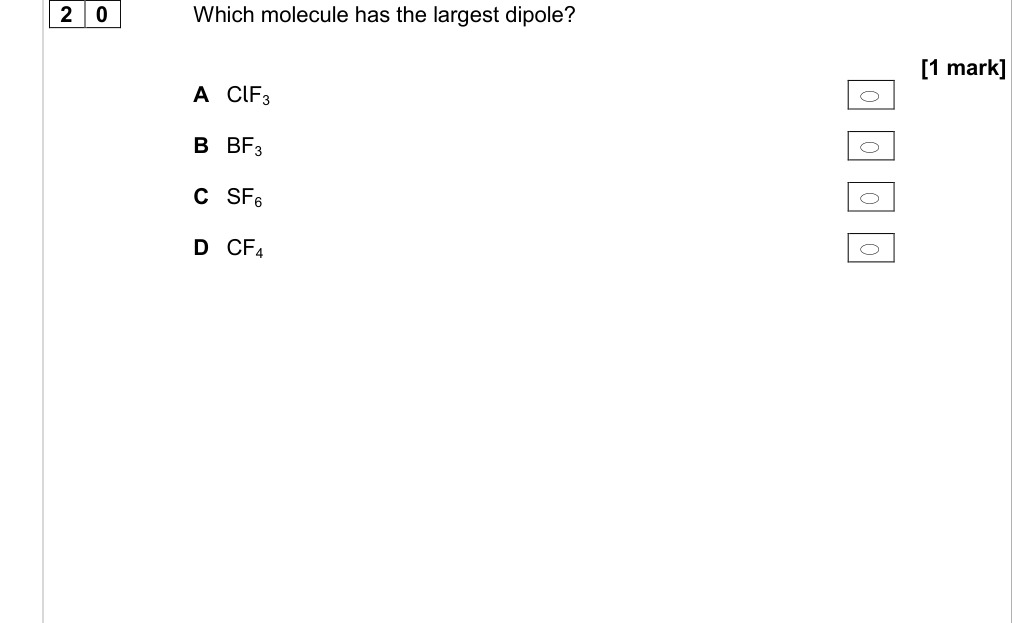 2 0 Which molecule has the largest dipole?
[1 mark]
A ClF₃
B BF₃
C SF₆
D CF₄